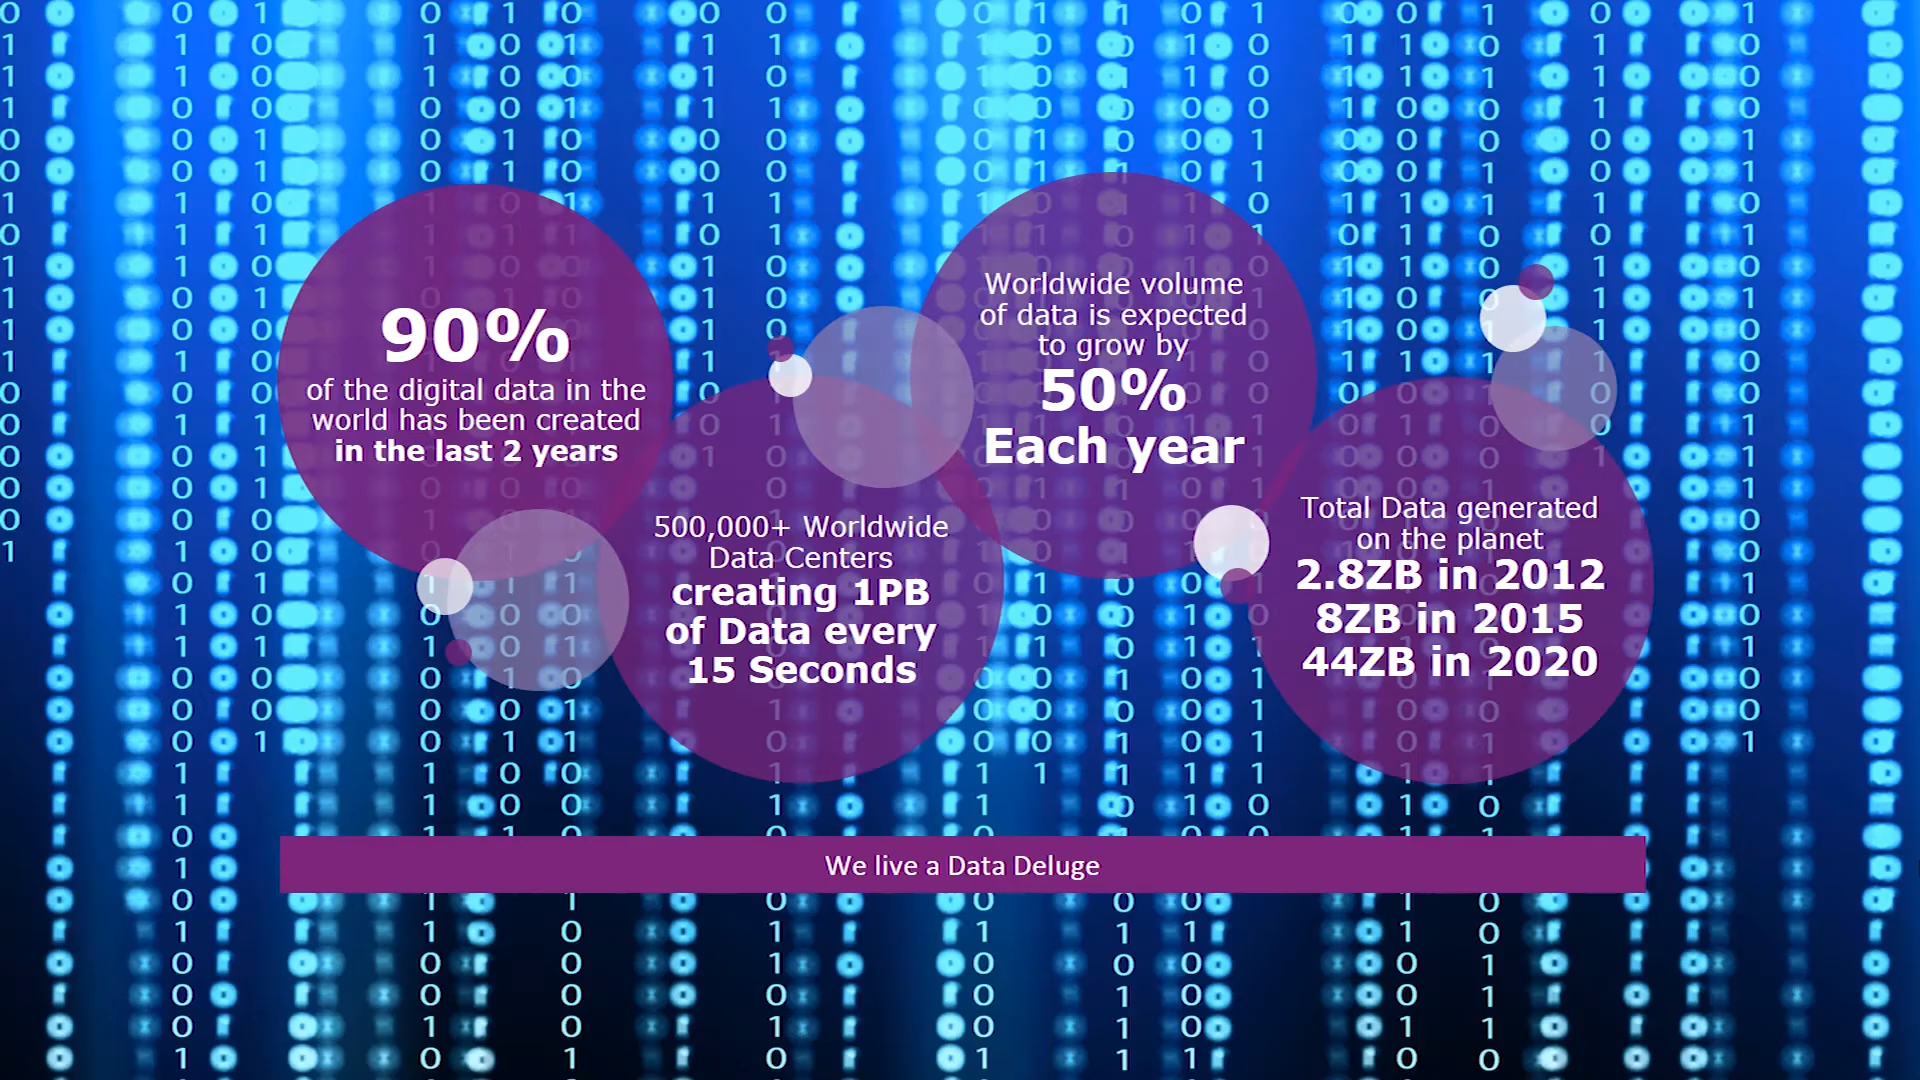 90%
of the digital data in the
world has been created
in the last 2 years
500,000+ Worldwide
Data Centers
creating 1PB
of Data every
15 Seconds
Worldwide volume
of data is expected
to grow by
50%
Each year
Total Data generated
on the planet
2.8ZB in 2012
8ZB in 2015
44ZB in 2020
We live a Data Deluge